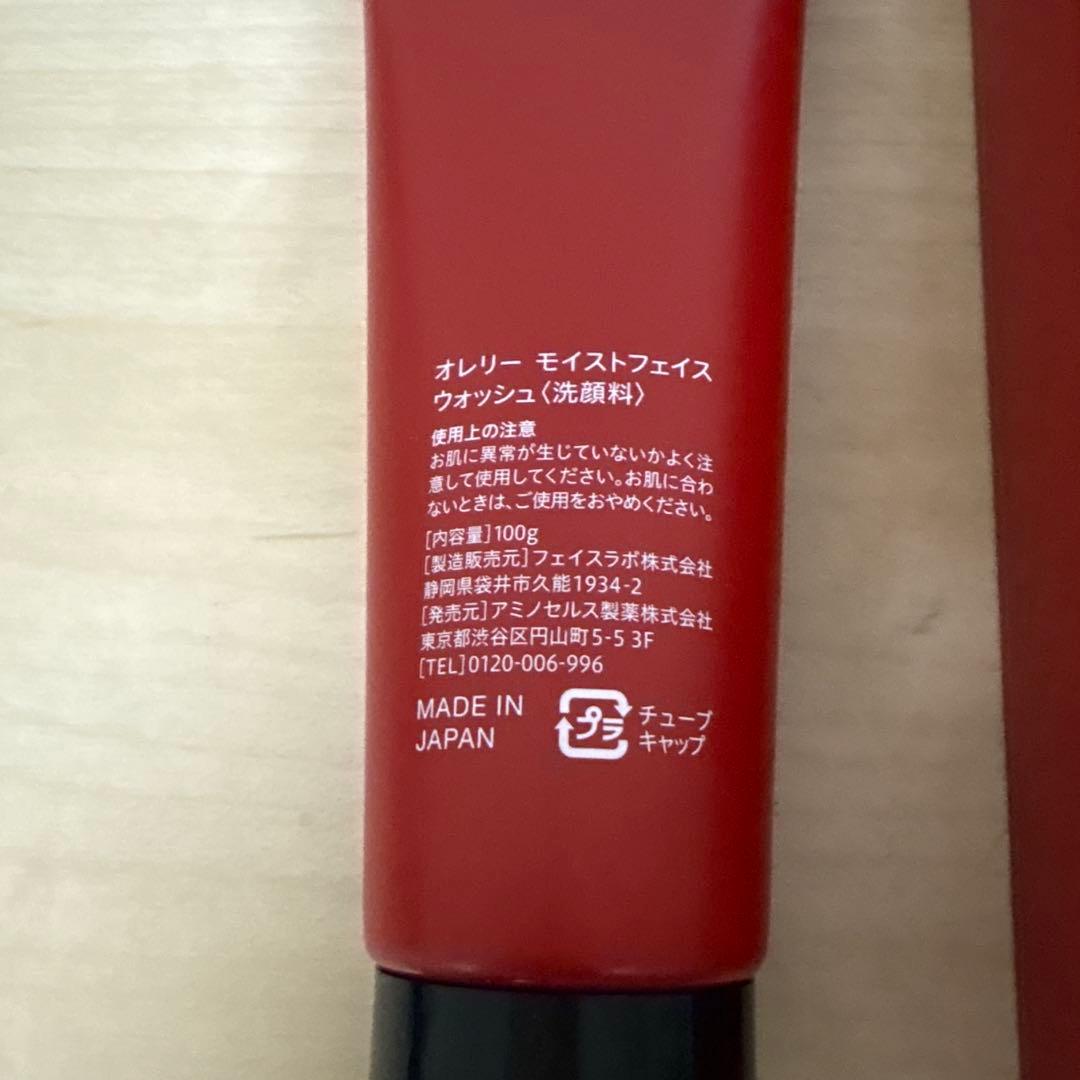 オレリー モイストフェイス
ウォッシュ〈洗顔料〉
使用上の注意
お肌に異常が生じていないかよく注
意して使用してください。お肌に合わ
ないときは、ご使用をおやめください。
[内容量]100g
[製造販売元]フェイスラボ株式会社
静岡県袋井市久能1934-2
[発売元]アミノセルス製薬株式会社
東京都渋谷区円山町5-5 3F
[TEL]0120-006-996
MADE IN
JAPAN
プラ
チューブ
キャップ